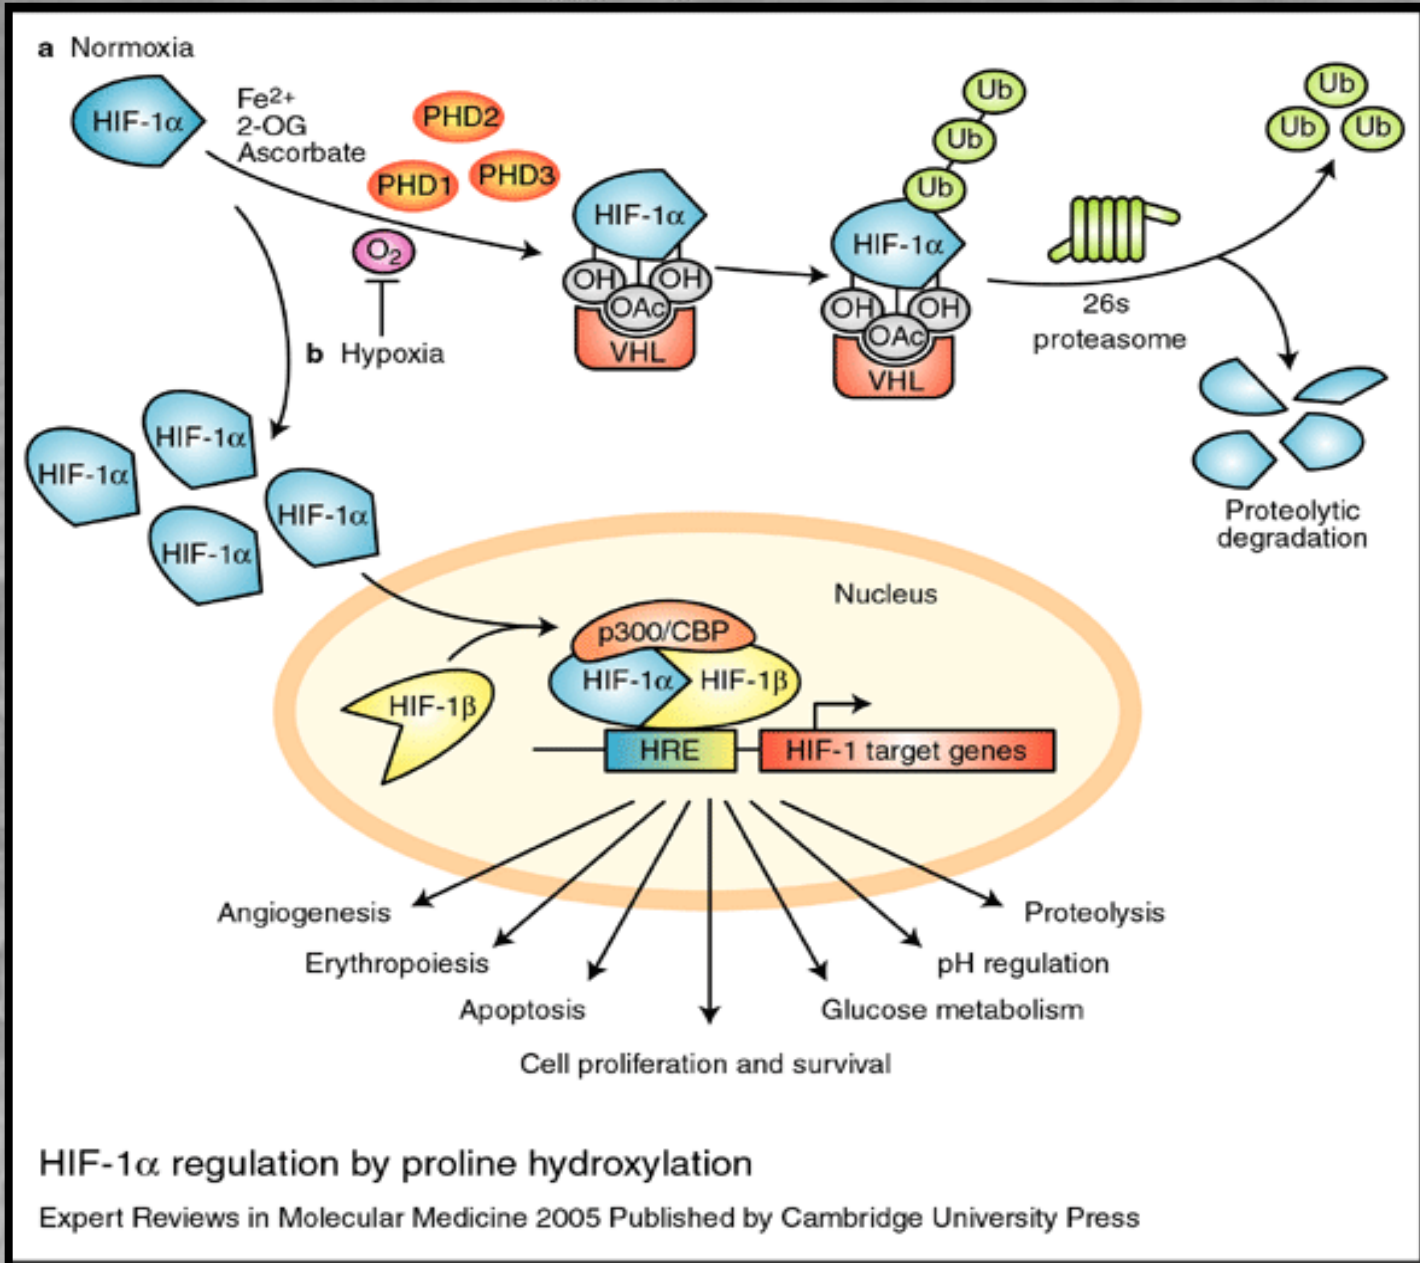 a Normoxia
HIF-1α
Fe2+
2-OG
Ascorbate
PHD2
PHD1
PHD3
O2
HIF-1α
OH
OH
OAc
VHL
Ub
Ub
Ub
HIF-1α
OH
OH
OAc
VHL
26s
proteasome
Ub
Ub
Ub
Proteolytic
degradation
b Hypoxia
HIF-1α
HIF-1α
HIF-1α
HIF-1α
Nucleus
p300/CBP
HIF-1α
HIF-1β
HIF-1β
HRE
HIF-1 target genes
Angiogenesis
Erythropoiesis
Apoptosis
Cell proliferation and survival
Glucose metabolism
pH regulation
Proteolysis
HIF-1α regulation by proline hydroxylation
Expert Reviews in Molecular Medicine 2005 Published by Cambridge University Press